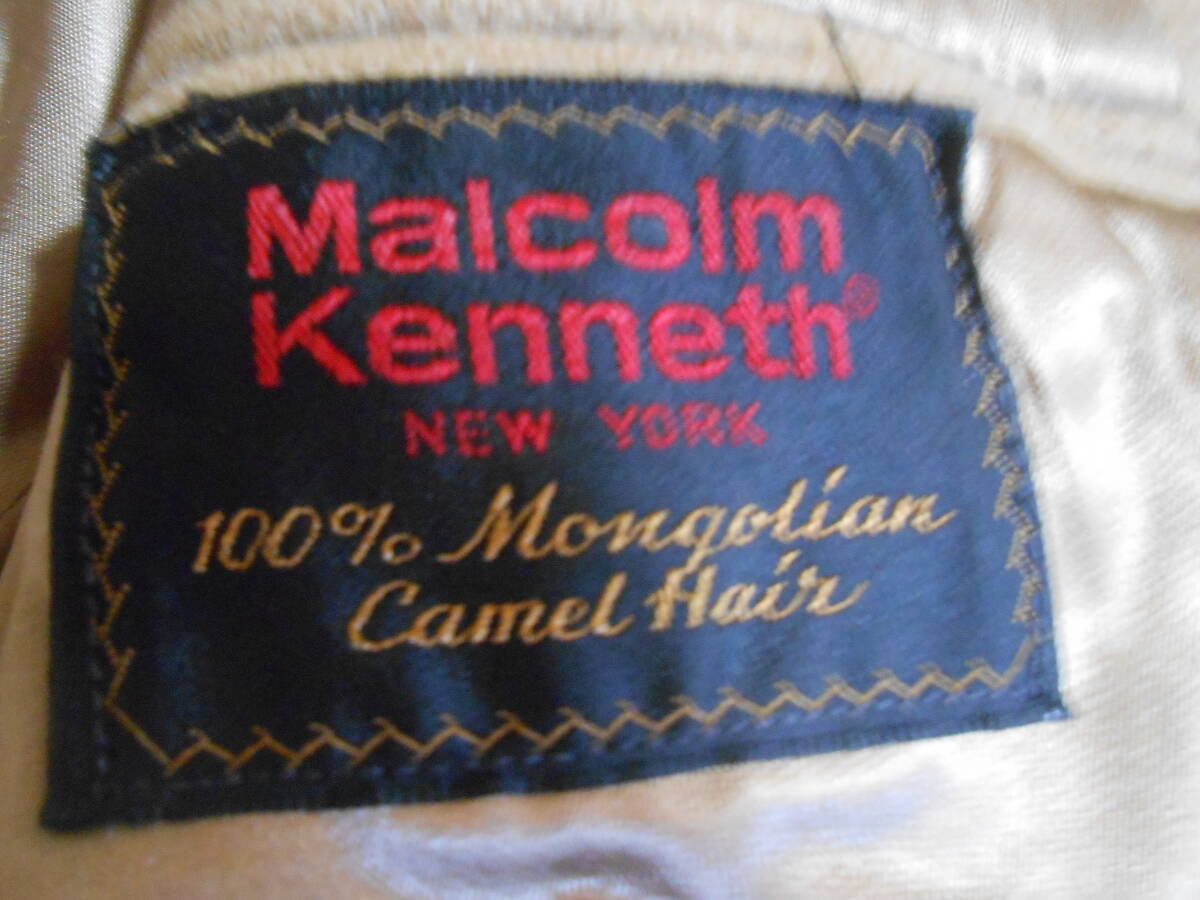 Malcolm
Kenneth®
NEW YORK
100% Mongolian
Camel Hair